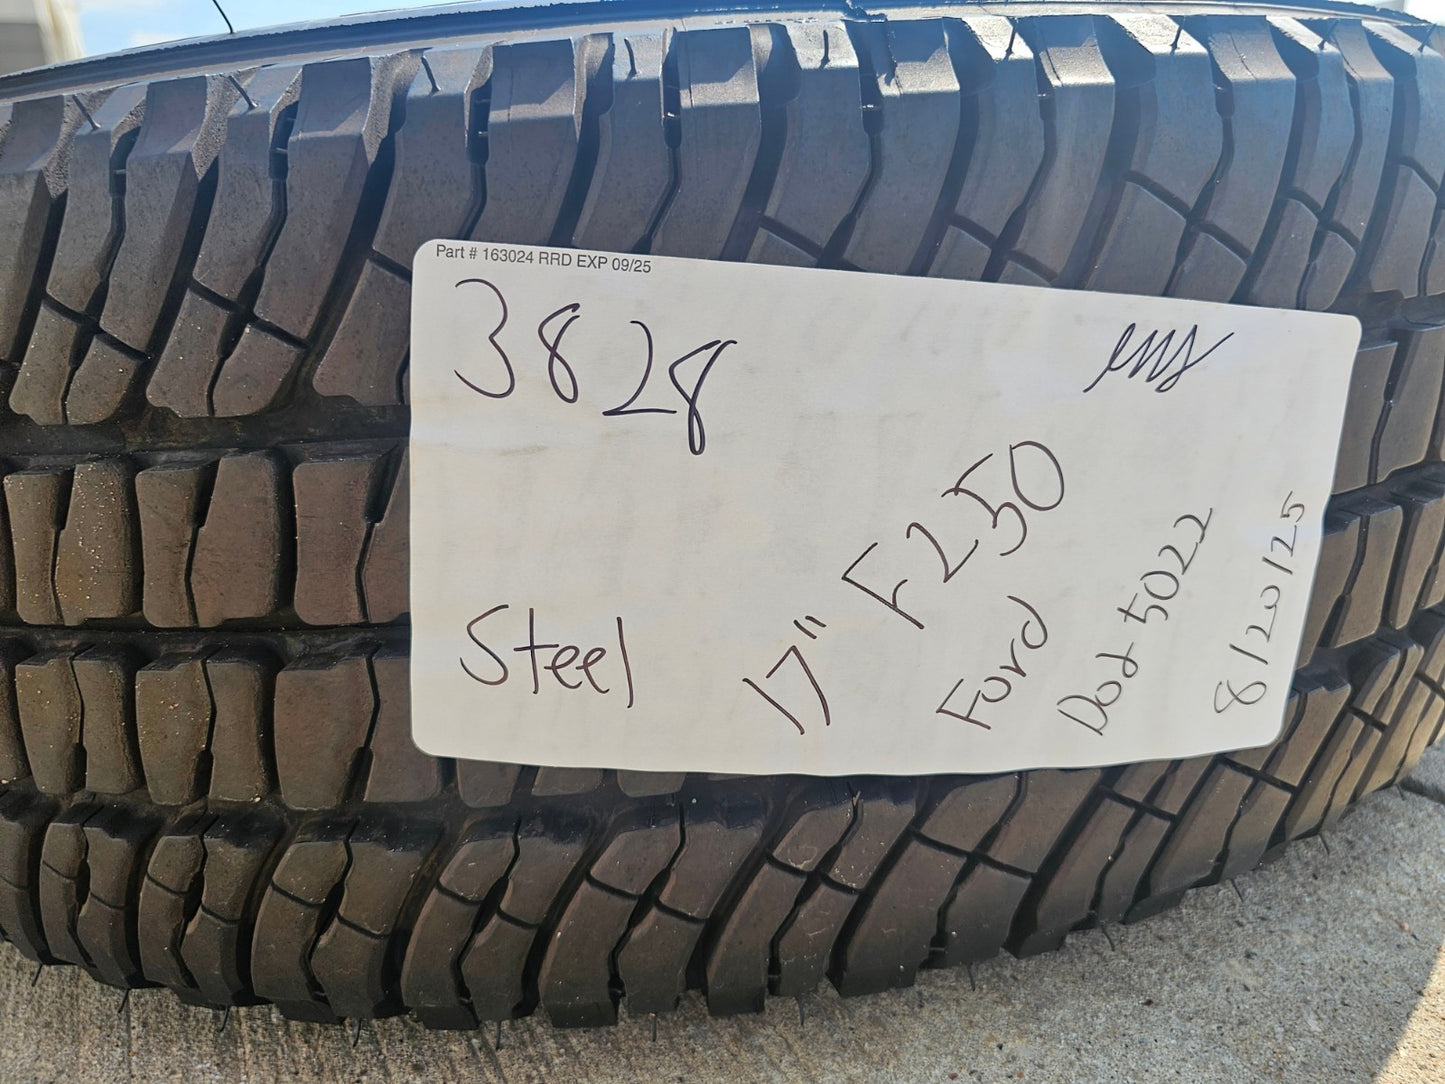 Part # 163024 RRD EXP 09/25
3828
Steel
17" F250
Ford
Dot 5022
8/20/25